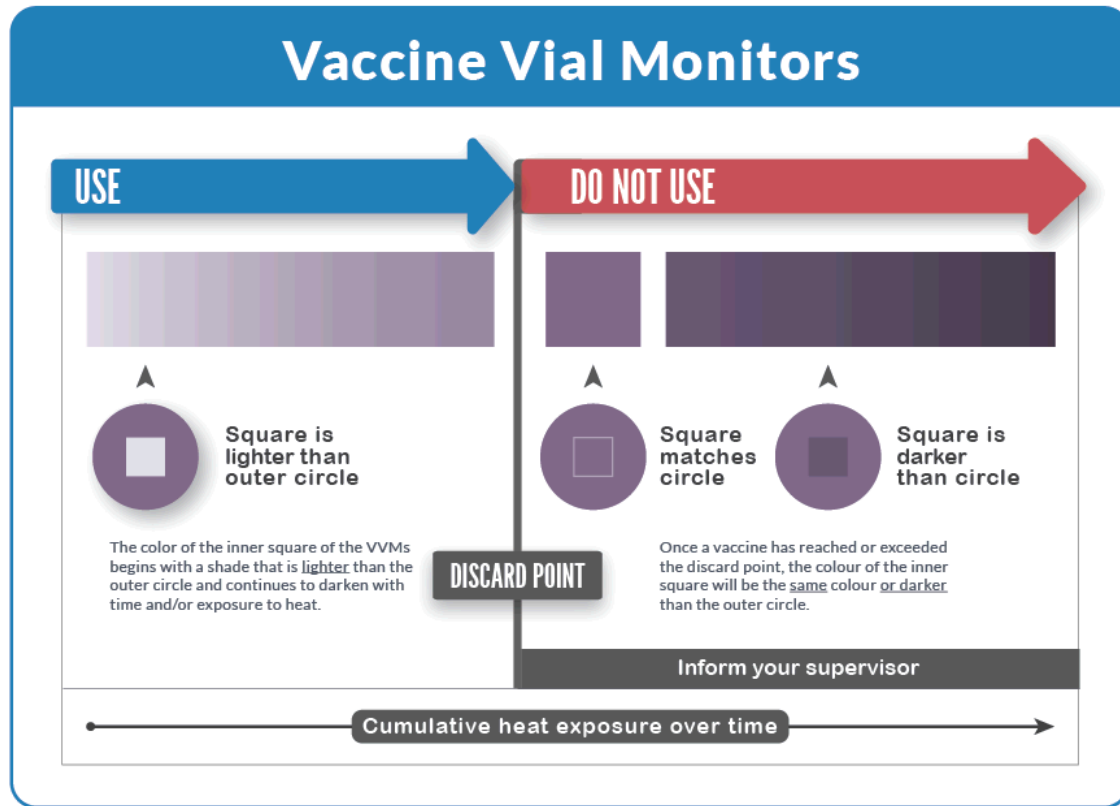 Vaccine Vial Monitors
USE
DO NOT USE
Square is
lighter than
outer circle
Square
matches
circle
Square is
darker
than circle
The color of the inner square of the VVMs
begins with a shade that is lighter than the
outer circle and continues to darken with
time and/or exposure to heat.
DISCARD POINT
Once a vaccine has reached or exceeded
the discard point, the colour of the inner
square will be the same colour or darker
than the outer circle.
Inform your supervisor
Cumulative heat exposure over time